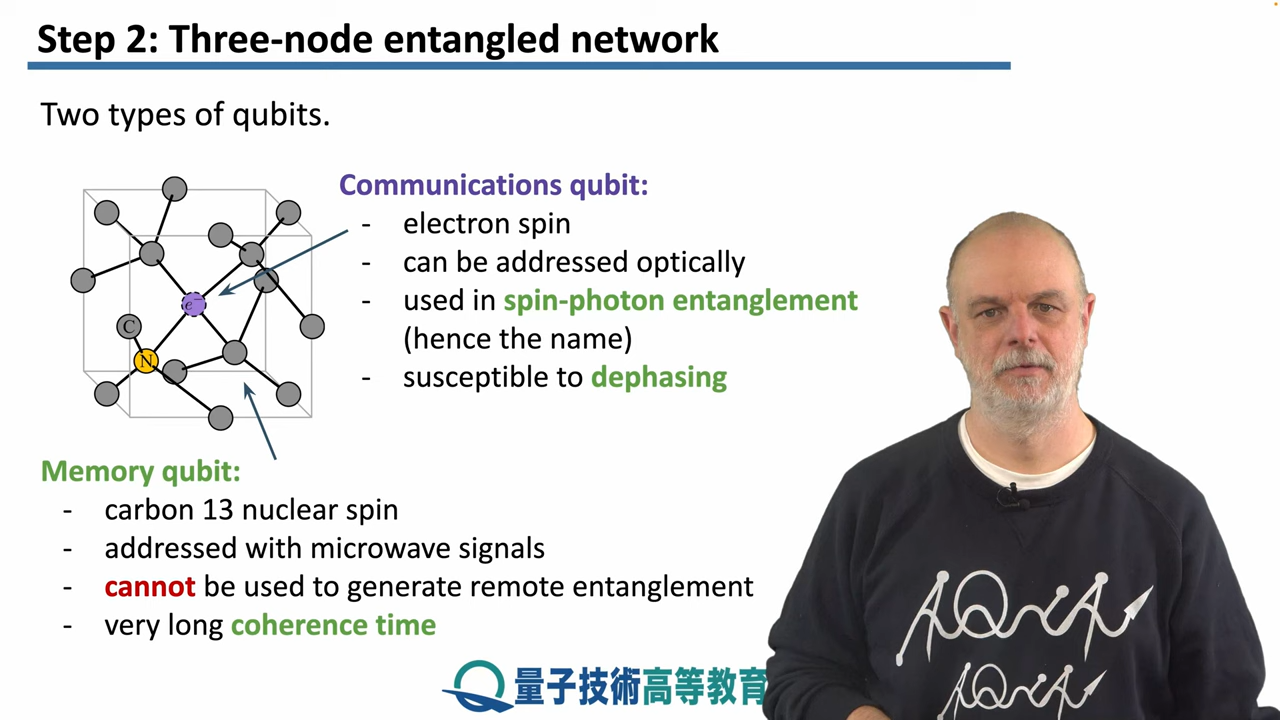 Step 2: Three-node entangled network
Two types of qubits.
Communications qubit:
- electron spin
- can be addressed optically
- used in spin-photon entanglement
(hence the name)
- susceptible to dephasing
e⁻
C
N
Memory qubit:
- carbon 13 nuclear spin
- addressed with microwave signals
- cannot be used to generate remote entanglement
- very long coherence time
量子技術高等教育